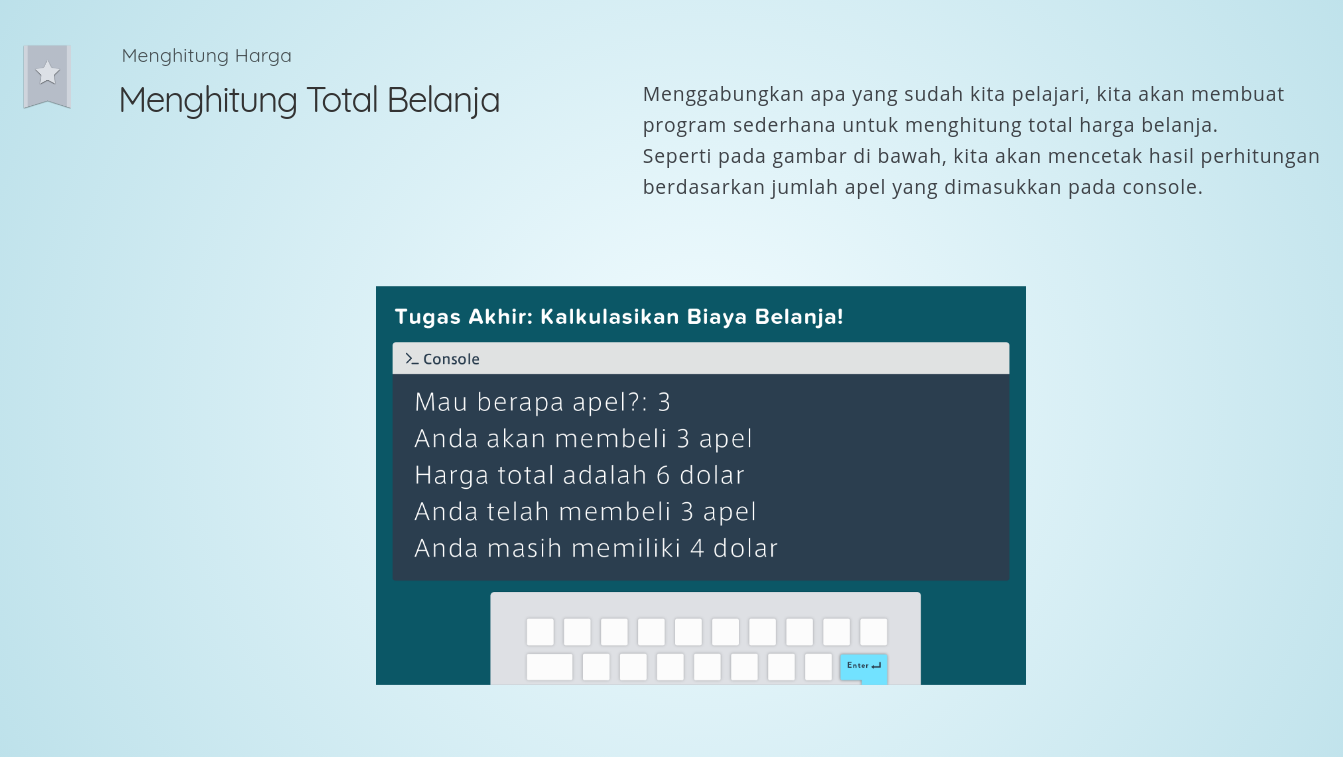 Menghitung Harga
Menghitung Total Belanja
Menggabungkan apa yang sudah kita pelajari, kita akan membuat
program sederhana untuk menghitung total harga belanja.
Seperti pada gambar di bawah, kita akan mencetak hasil perhitungan
berdasarkan jumlah apel yang dimasukkan pada console.
Tugas Akhir: Kalkulasikan Biaya Belanja!
>_ Console
Mau berapa apel?: 3
Anda akan membeli 3 apel
Harga total adalah 6 dolar
Anda telah membeli 3 apel
Anda masih memiliki 4 dolar
Enter